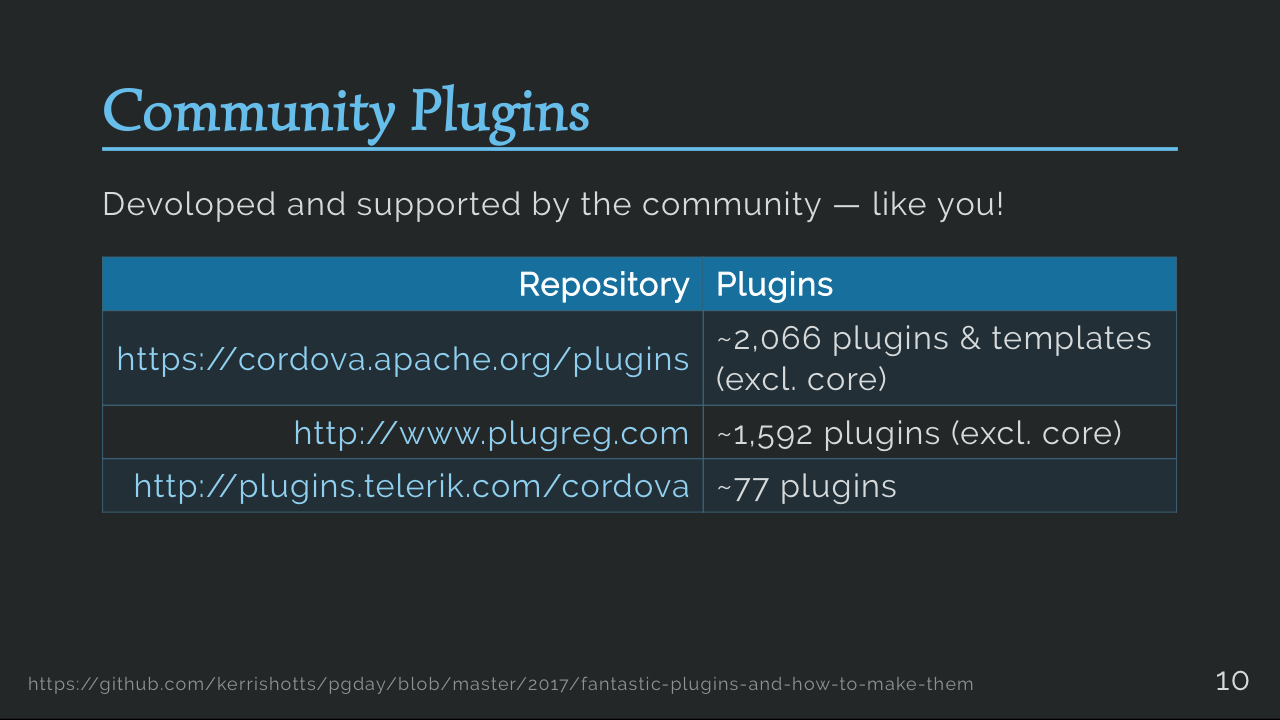 Community Plugins
Devoloped and supported by the community — like you!
Repository Plugins
https://cordova.apache.org/plugins ~2,066 plugins & templates
(excl. core)
http://www.plugreg.com ~1,592 plugins (excl. core)
http://plugins.telerik.com/cordova ~77 plugins
https://github.com/kerrishotts/pgday/blob/master/2017/fantastic-plugins-and-how-to-make-them 10